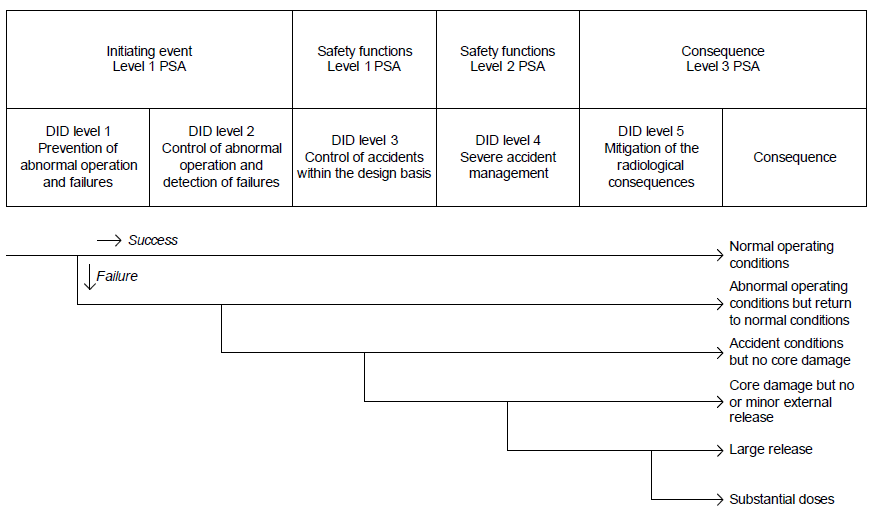 Initiating event
Level 1 PSA
Safety functions
Level 1 PSA
Safety functions
Level 2 PSA
Consequence
Level 3 PSA
DID level 1
Prevention of
abnormal operation
and failures
DID level 2
Control of abnormal
operation and
detection of failures
DID level 3
Control of accidents
within the design basis
DID level 4
Severe accident
management
DID level 5
Mitigation of the
radiological
consequences
Consequence
Success
Failure
Normal operating
conditions
Abnormal operating
conditions but return
to normal conditions
Accident conditions
but no core damage
Core damage but no
or minor external
release
Large release
Substantial doses